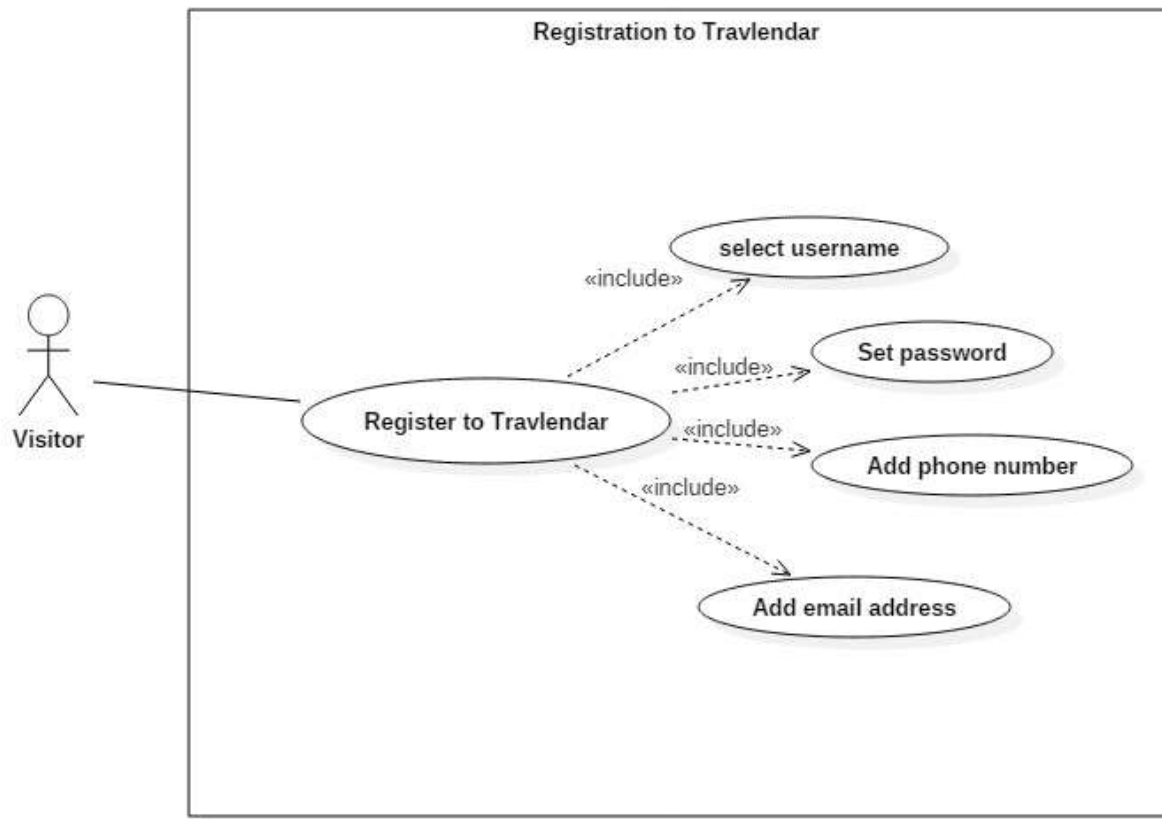 Registration to Travlendar
select username
«include»
Set password
«include»
Visitor
Register to Travlendar
«include»
Add phone number
«include»
Add email address